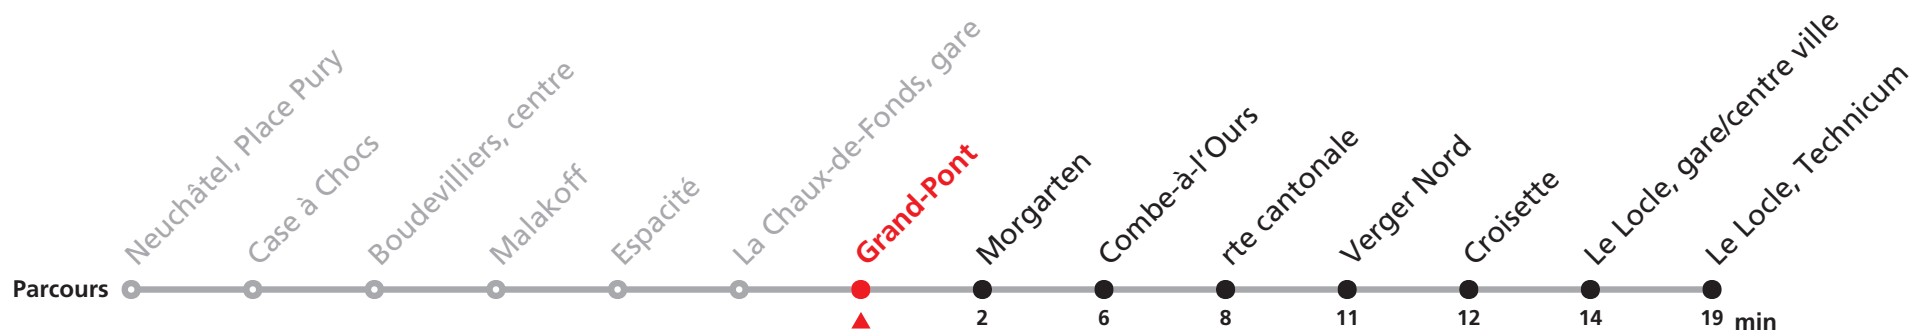 Neuchâtel, Place Pury
Case à Chocs
Boudevilliers, centre
Malakoff
Espacité
La Chaux-de-Fonds, gare
Grand-Pont
Morgarten
Combe-à-l'Ours
rte cantonale
Verger Nord
Croisette
Le Locle, gare/centre ville
Le Locle, Technicum
Parcours
2 6 8 11 12 14 19 min